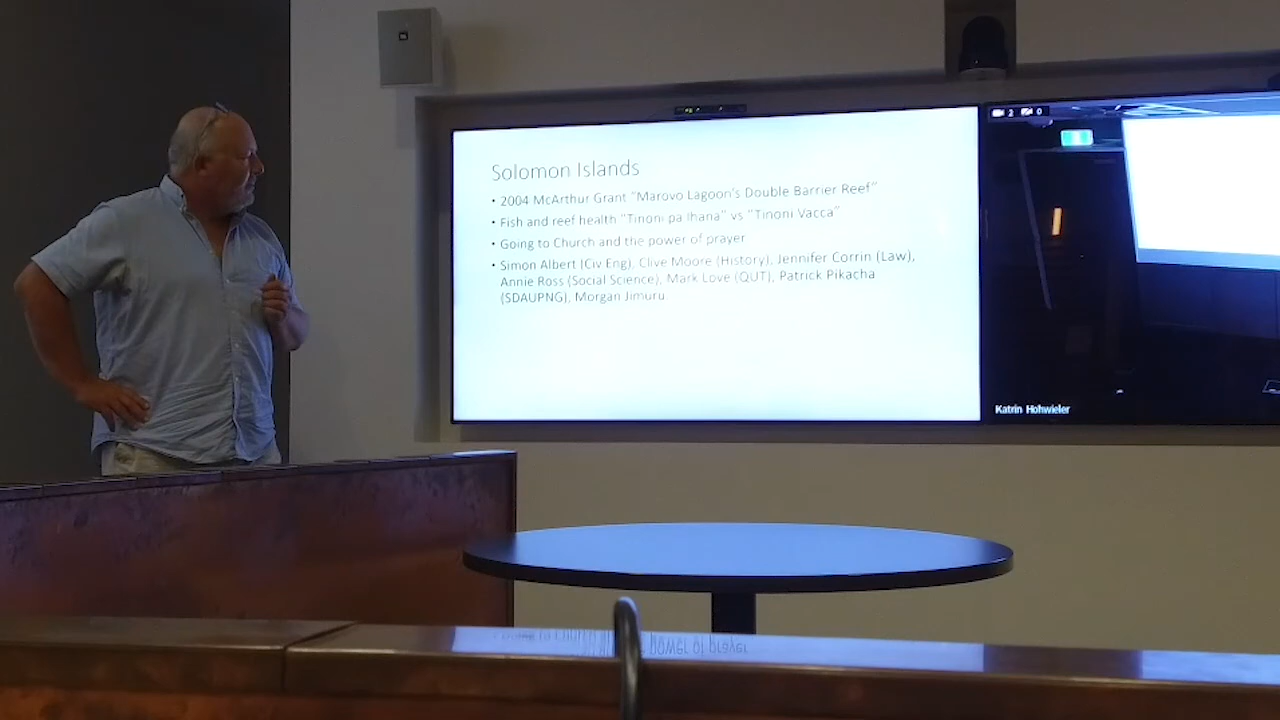 Solomon Islands
• 2004 McArthur Grant "Marovo Lagoon's Double Barrier Reef"
• Fish and reef health "Tinoni pa Ihana" vs "Tinoni Vacca"
• Going to Church and the power of prayer
• Simon Albert (Civ Eng), Clive Moore (History), Jennifer Corrin (Law),
Annie Ross (Social Science), Mark Love (QUT), Patrick Pikacha
(SDAUPNG), Morgan Jimuru
2 0
Katrin Hohwieler